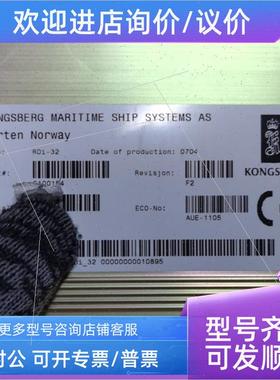 欢迎进店询价/议价
NGSBERG MARITIME SHIP SYSTEMS AS
rten Norway
RDi-32 Date of production: 0704
Revisjon: F2
KONGS
ECO-No: AUE-1105
i_32 00000000010895
更多型号咨询店铺客服
对公 可开专票/普票
型号齐
可发顺